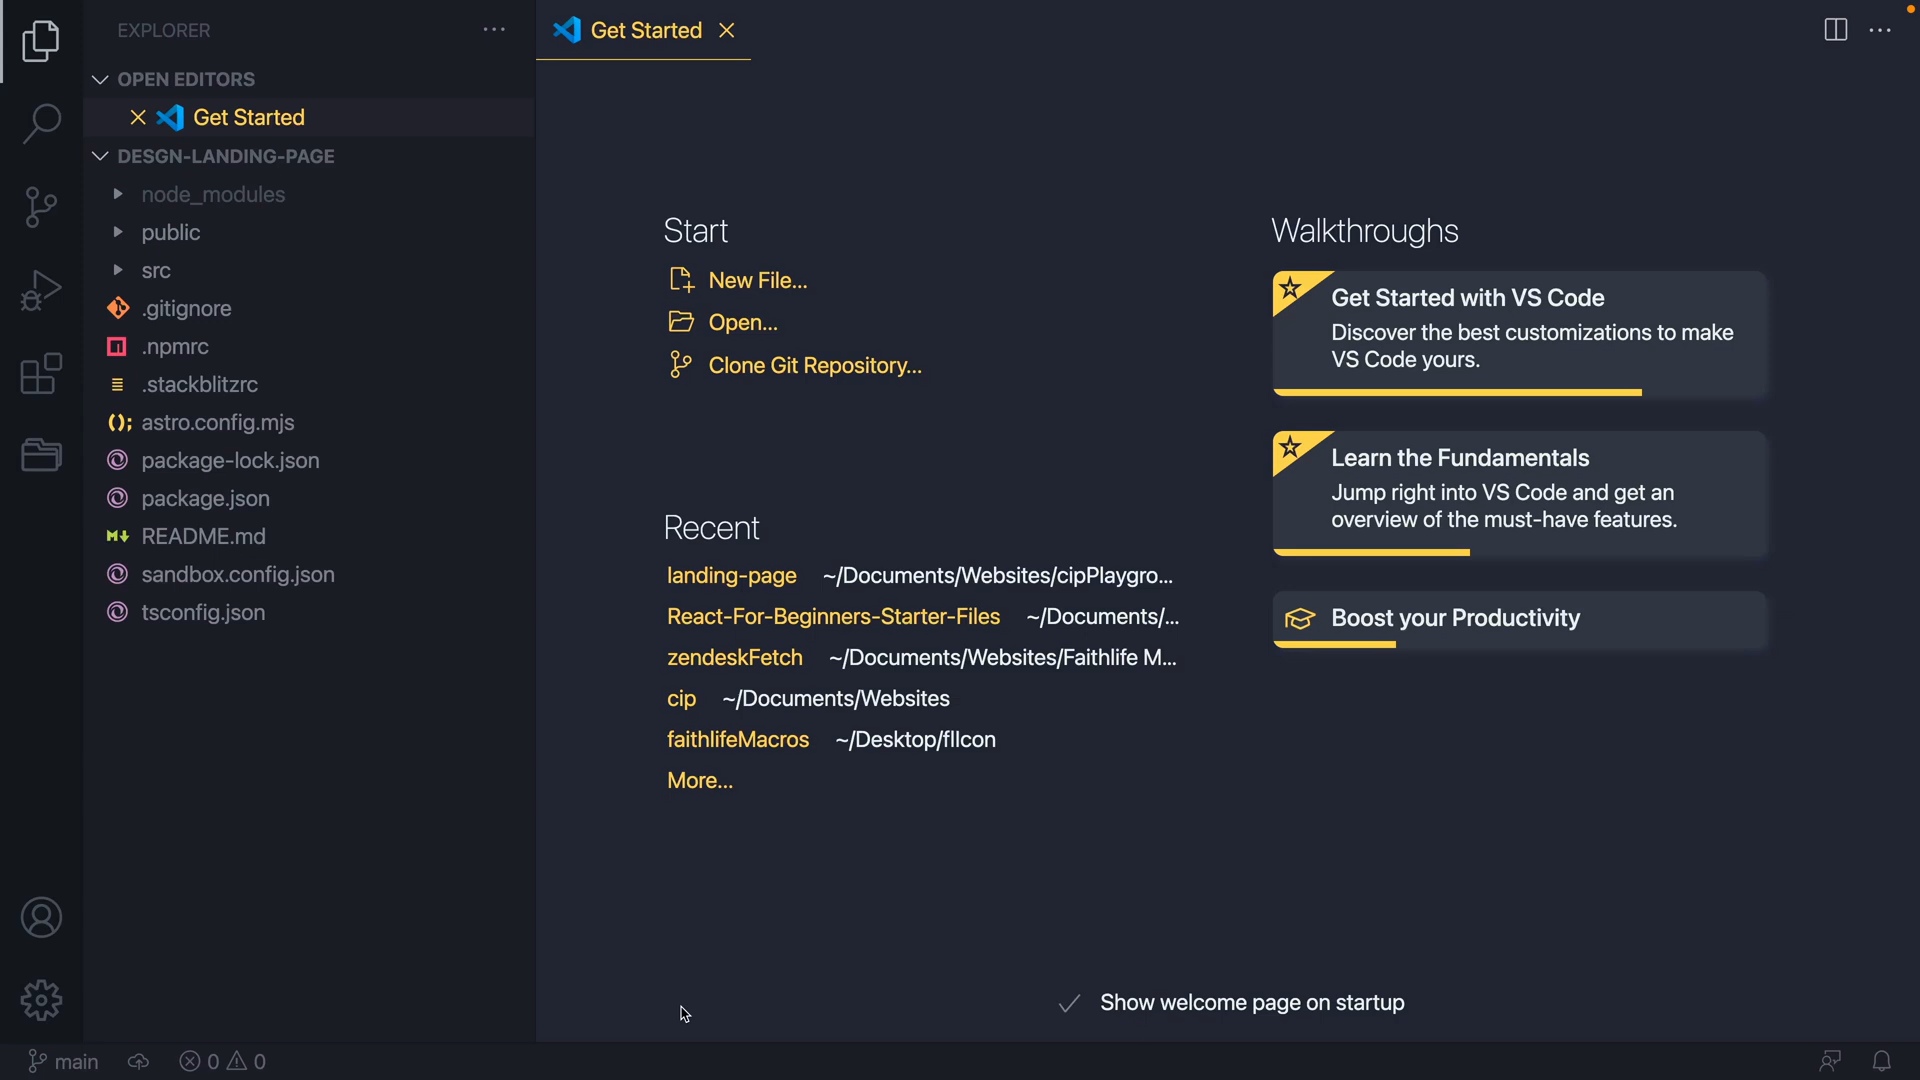 EXPLORER
OPEN EDITORS
Get Started
DESGN-LANDING-PAGE
node_modules
public
src
.gitignore
.npmrc
.stackblitzrc
astro.config.mjs
package-lock.json
package.json
README.md
sandbox.config.json
tsconfig.json
Get Started
Start
New File...
Open...
Clone Git Repository...
Recent
landing-page ~/Documents/Websites/cipPlaygro...
React-For-Beginners-Starter-Files ~/Documents/...
zendeskFetch ~/Documents/Websites/Faithlife M...
cip ~/Documents/Websites
faithlifeMacros ~/Desktop/flIcon
More...
Walkthroughs
Get Started with VS Code
Discover the best customizations to make
VS Code yours.
Learn the Fundamentals
Jump right into VS Code and get an
overview of the must-have features.
Boost your Productivity
Show welcome page on startup
main 0 0